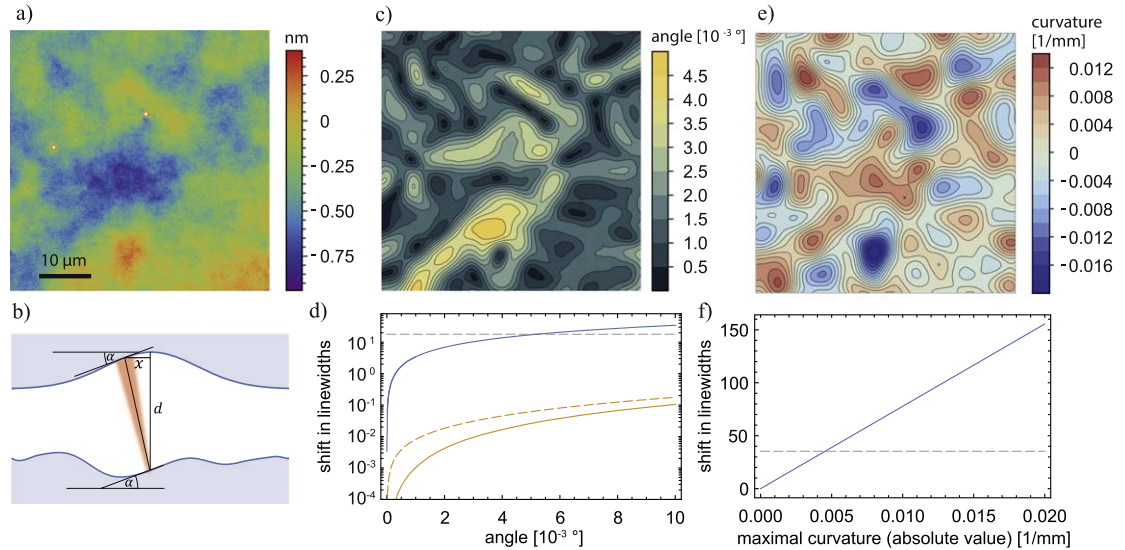 a)
nm
0.25
0
-0.25
-0.50
-0.75
10 μm
c)
angle [10⁻³ °]
4.5
4.0
3.5
3.0
2.5
2.0
1.5
1.0
0.5
e)
curvature
[1/mm]
0.012
0.008
0.004
0
-0.004
-0.008
-0.012
-0.016
b)
α
x
d
α
d)
shift in linewidths
10¹
10⁰
10⁻¹
10⁻²
10⁻³
10⁻⁴
0 2 4 6 8 10
angle [10⁻³ °]
f)
shift in linewidths
150
100
50
0
0.000 0.005 0.010 0.015 0.020
maximal curvature (absolute value) [1/mm]